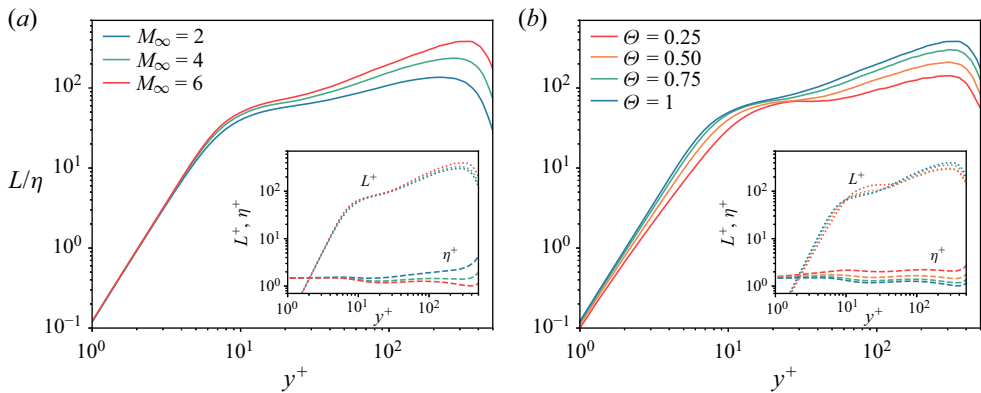 (a)
M∞ = 2
M∞ = 4
M∞ = 6
L/η
10²
10¹
10⁰
10⁻¹
10⁰
10¹
10²
y⁺
L⁺, η⁺
10²
10¹
10⁰
10⁰
10¹
10²
y⁺
L⁺
η⁺
(b)
Θ = 0.25
Θ = 0.50
Θ = 0.75
Θ = 1
10²
10¹
10⁰
10⁻¹
10⁰
10¹
10²
y⁺
L⁺, η⁺
10²
10¹
10⁰
10⁰
10¹
10²
y⁺
L⁺
η⁺